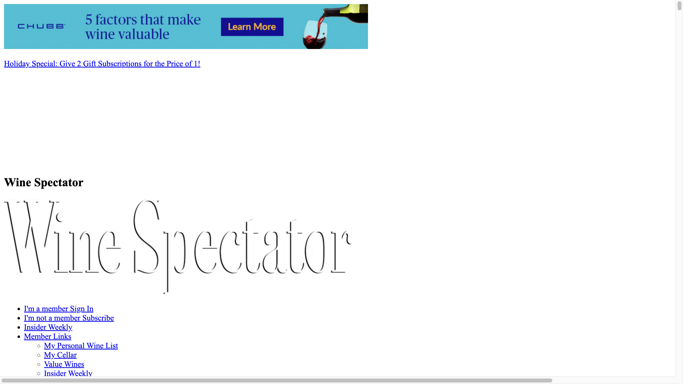 CHUBB
5 factors that make
wine valuable
Learn More
Holiday Special: Give 2 Gift Subscriptions for the Price of 1!
Wine Spectator
Wine Spectator
I'm a member Sign In
I'm not a member Subscribe
Insider Weekly
Member Links
My Personal Wine List
My Cellar
Value Wines
Insider Weekly